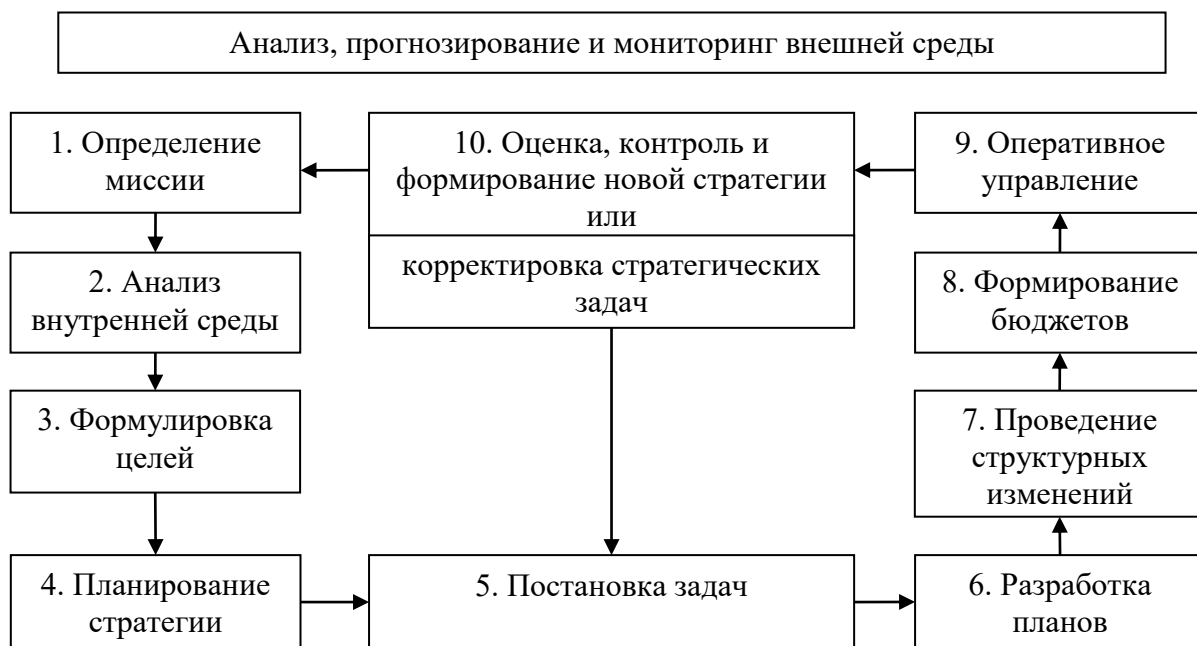 Анализ, прогнозирование и мониторинг внешней среды
1. Определение
миссии
2. Анализ
внутренней среды
3. Формулировка
целей
4. Планирование
стратегии
10. Оценка, контроль и
формирование новой стратегии
или
корректировка стратегических
задач
5. Постановка задач
9. Оперативное
управление
8. Формирование
бюджетов
7. Проведение
структурных
изменений
6. Разработка
планов